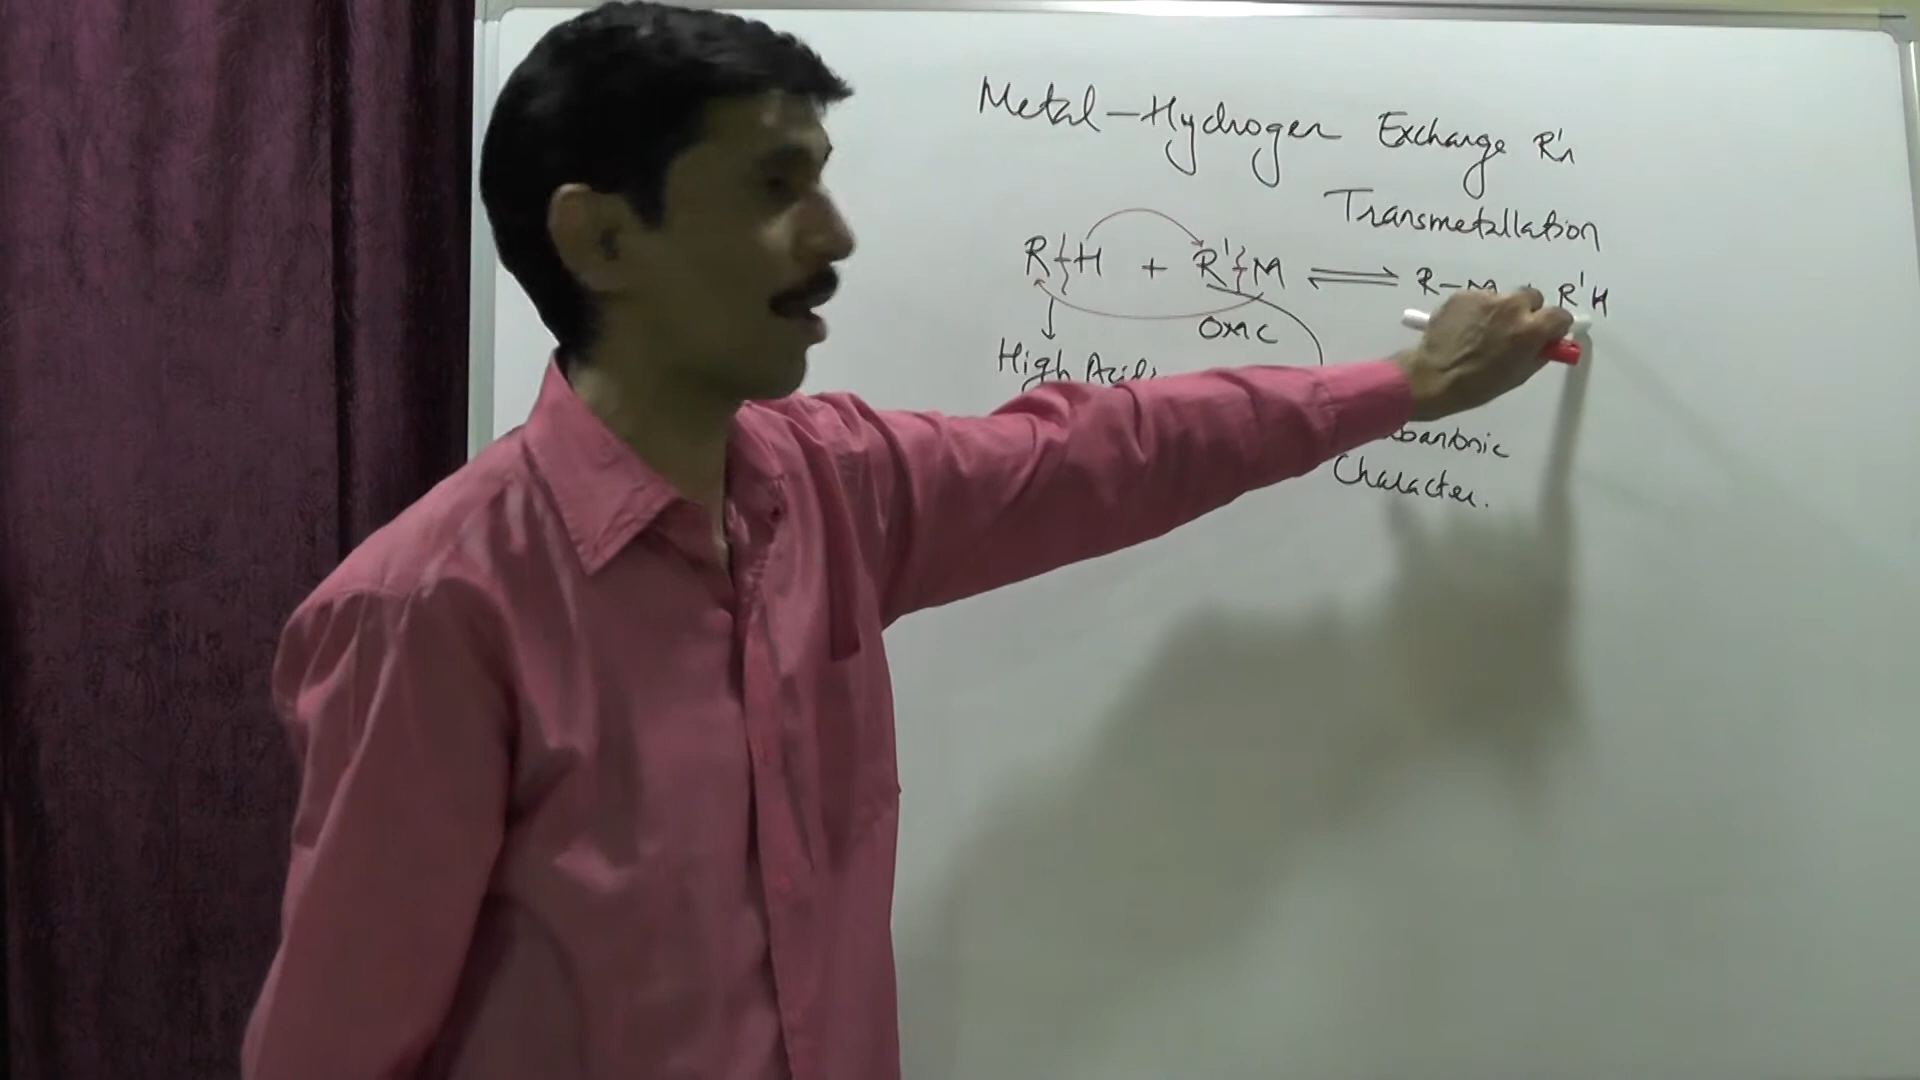 Metal-Hydrogen Exchange R'n
Transmetallation
R-H + R'-M ⇌ R-M + R'H
OMC
High
Character.